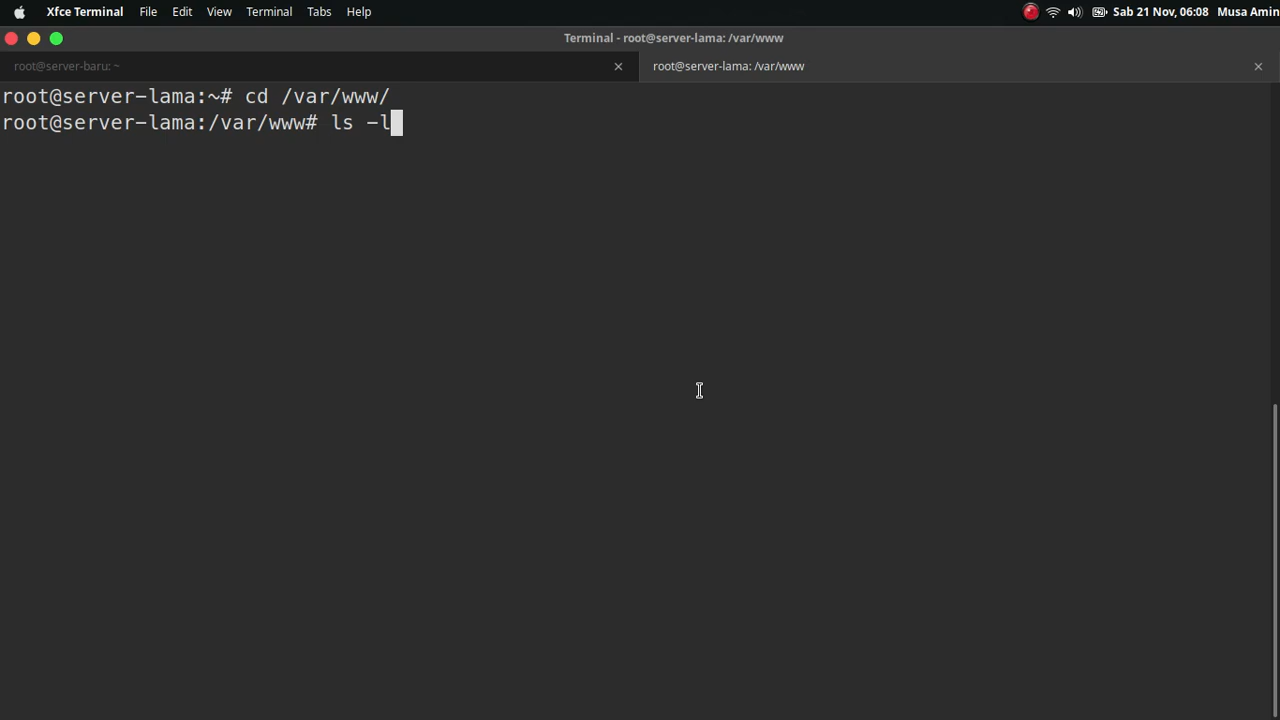 Xfce Terminal File Edit View Terminal Tabs Help Sab 21 Nov, 06:08 Musa Amin
Terminal - root@server-lama: /var/www
root@server-baru: ~ root@server-lama: /var/www
root@server-lama:~# cd /var/www/
root@server-lama:/var/www# ls -l